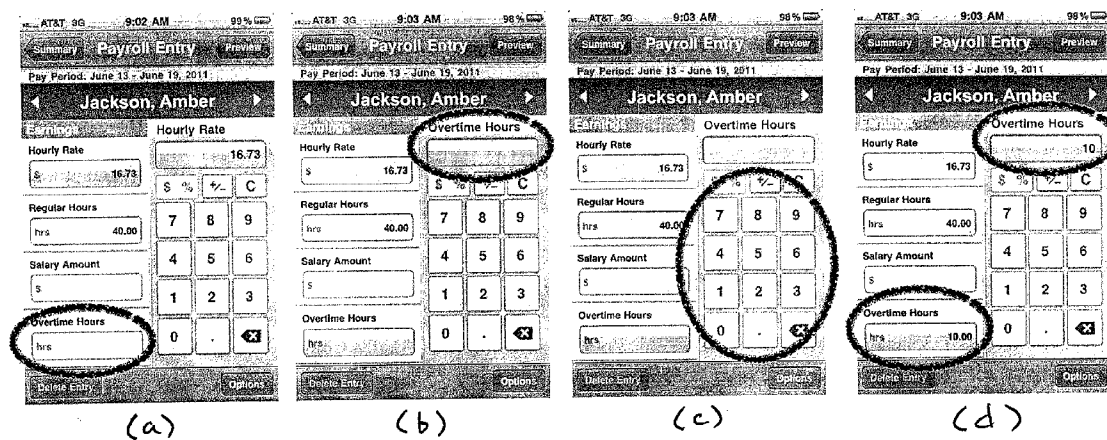 AT&T 3G 9:02 AM 99%
Summary Payroll Entry Preview
Pay Period: June 13 - June 19, 2011
Jackson, Amber
Earnings
Hourly Rate
$ 16.73
Regular Hours
hrs 40.00
Salary Amount
$
Overtime Hours
hrs
Hourly Rate
16.73
$ % +/- C
7 8 9
4 5 6
1 2 3
0 .
Delete Entry Options
(a)
AT&T 3G 9:03 AM 98%
Summary Payroll Entry Preview
Pay Period: June 13 - June 19, 2011
Jackson, Amber
Earnings
Hourly Rate
$ 16.73
Regular Hours
hrs 40.00
Salary Amount
$
Overtime Hours
hrs
Overtime Hours
$ % +/- C
7 8 9
4 5 6
1 2 3
0 .
Delete Entry Options
(b)
AT&T 3G 9:03 AM 98%
Summary Payroll Entry Preview
Pay Period: June 13 - June 19, 2011
Jackson, Amber
Earnings
Hourly Rate
$ 16.73
Regular Hours
hrs 40.00
Salary Amount
$
Overtime Hours
hrs
Overtime Hours
% +/- C
7 8 9
4 5 6
1 2 3
0 .
Delete Entry Options
(c)
AT&T 3G 9:03 AM 98%
Summary Payroll Entry Preview
Pay Period: June 13 - June 19, 2011
Jackson, Amber
Earnings
Hourly Rate
$ 16.73
Regular Hours
hrs 40.00
Salary Amount
$
Overtime Hours
hrs 10.00
Overtime Hours
10
$ % +/- C
7 8 9
4 5 6
1 2 3
0 .
Delete Entry Options
(d)